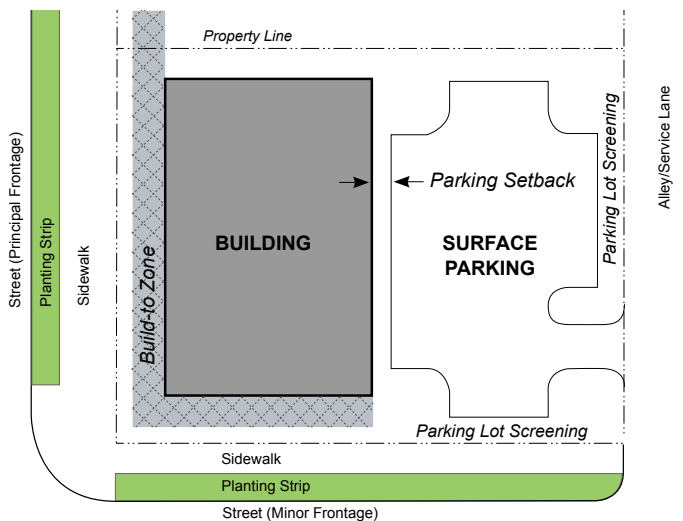 Property Line
Street (Principal Frontage)
Planting Strip
Sidewalk
Build-to Zone
BUILDING
Parking Setback
SURFACE
PARKING
Parking Lot Screening
Alley/Service Lane
Parking Lot Screening
Sidewalk
Planting Strip
Street (Minor Frontage)